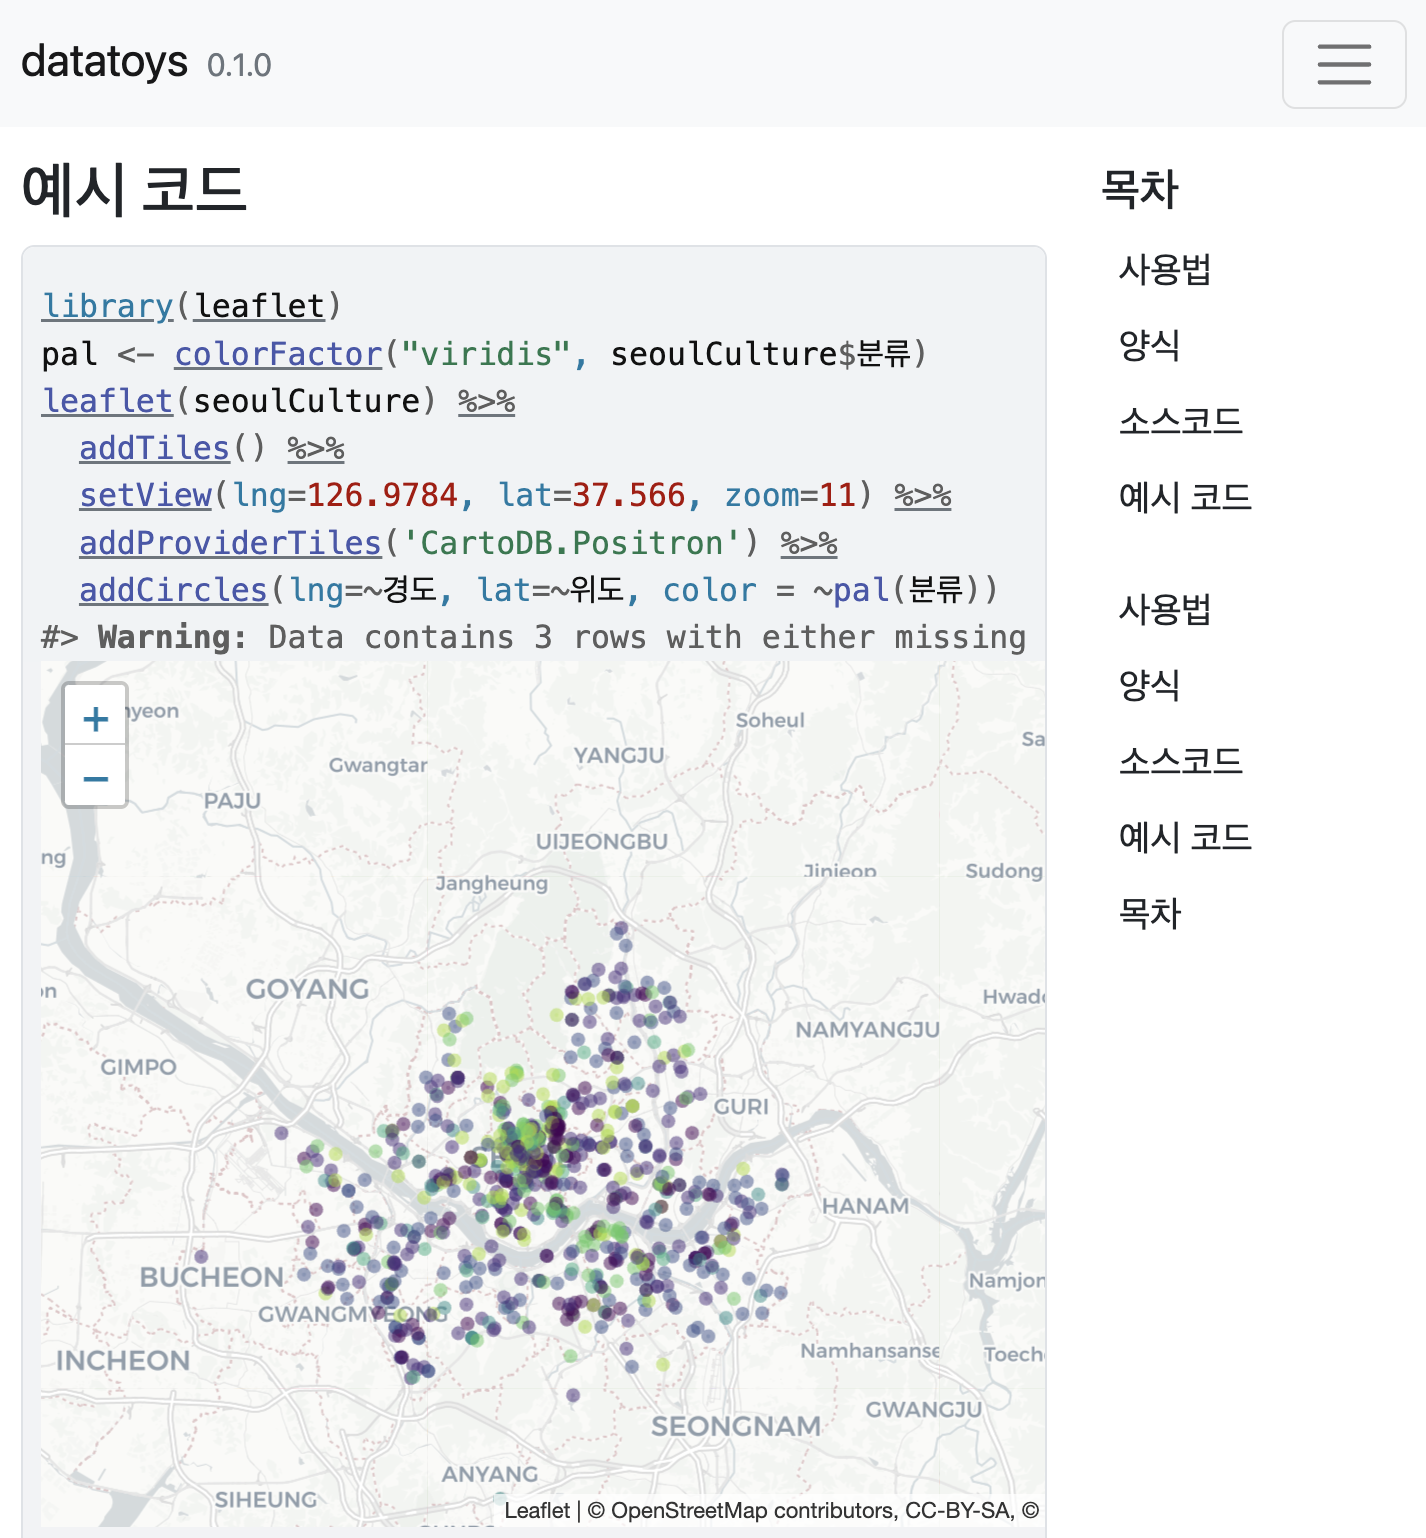 datatoys 0.1.0
예시 코드
library(leaflet)
pal <- colorFactor("viridis", seoulCulture$분류)
leaflet(seoulCulture) %>%
addTiles() %>%
setView(lng=126.9784, lat=37.566, zoom=11) %>%
addProviderTiles('CartoDB.Positron') %>%
addCircles(lng=~경도, lat=~위도, color = ~pal(분류))
#> Warning: Data contains 3 rows with either missing
+
−
nyeon
Soheul
Sa
YANGJU
Gwangtar
PAJU
UIJEONGBU
ng
Jangheung
Jinjeop
Sudong
GOYANG
on
Hwad
NAMYANGJU
GIMPO
GURI
HANAM
BUCHEON
Namjon
GWANGMYEONG
INCHEON
Namhansanse
Toech
GWANGJU
SEONGNAM
ANYANG
SIHEUNG
Leaflet | © OpenStreetMap contributors, CC-BY-SA, ©
목차
사용법
양식
소스코드
예시 코드
사용법
양식
소스코드
예시 코드
목차